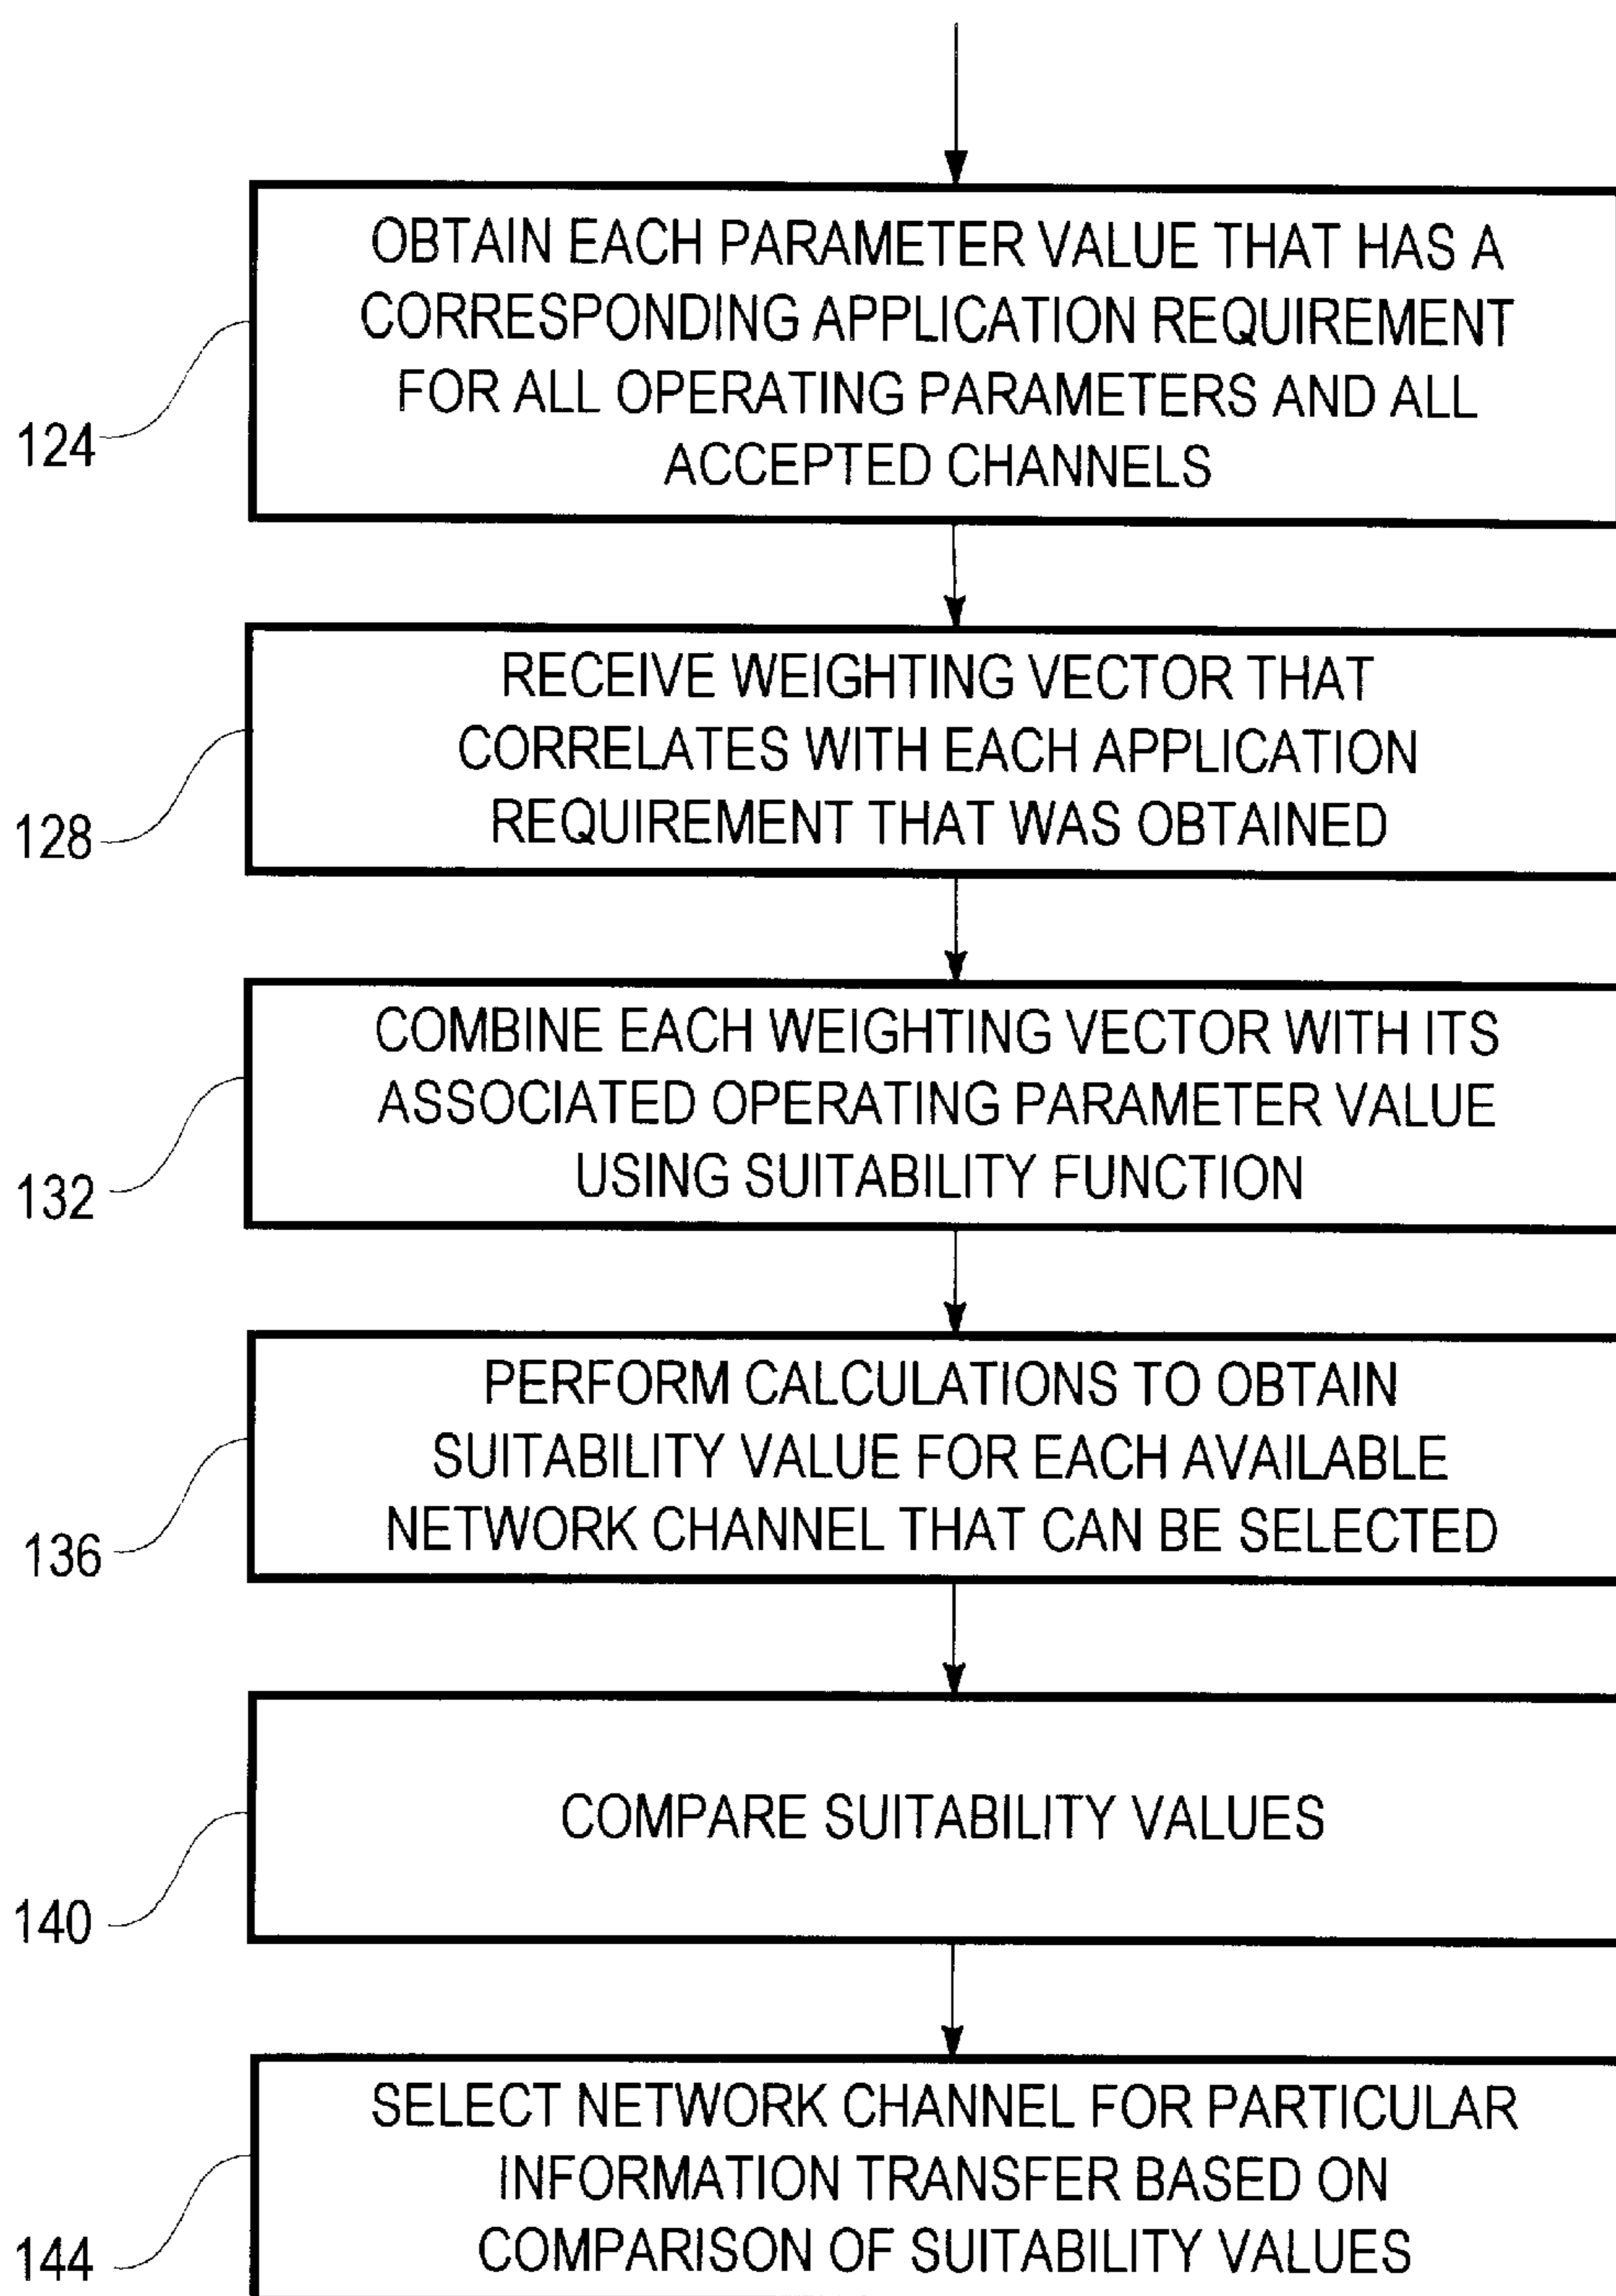 OBTAIN EACH PARAMETER VALUE THAT HAS A
CORRESPONDING APPLICATION REQUIREMENT
FOR ALL OPERATING PARAMETERS AND ALL
ACCEPTED CHANNELS
124
RECEIVE WEIGHTING VECTOR THAT
CORRELATES WITH EACH APPLICATION
REQUIREMENT THAT WAS OBTAINED
128
COMBINE EACH WEIGHTING VECTOR WITH ITS
ASSOCIATED OPERATING PARAMETER VALUE
USING SUITABILITY FUNCTION
132
PERFORM CALCULATIONS TO OBTAIN
SUITABILITY VALUE FOR EACH AVAILABLE
NETWORK CHANNEL THAT CAN BE SELECTED
136
COMPARE SUITABILITY VALUES
140
SELECT NETWORK CHANNEL FOR PARTICULAR
INFORMATION TRANSFER BASED ON
COMPARISON OF SUITABILITY VALUES
144